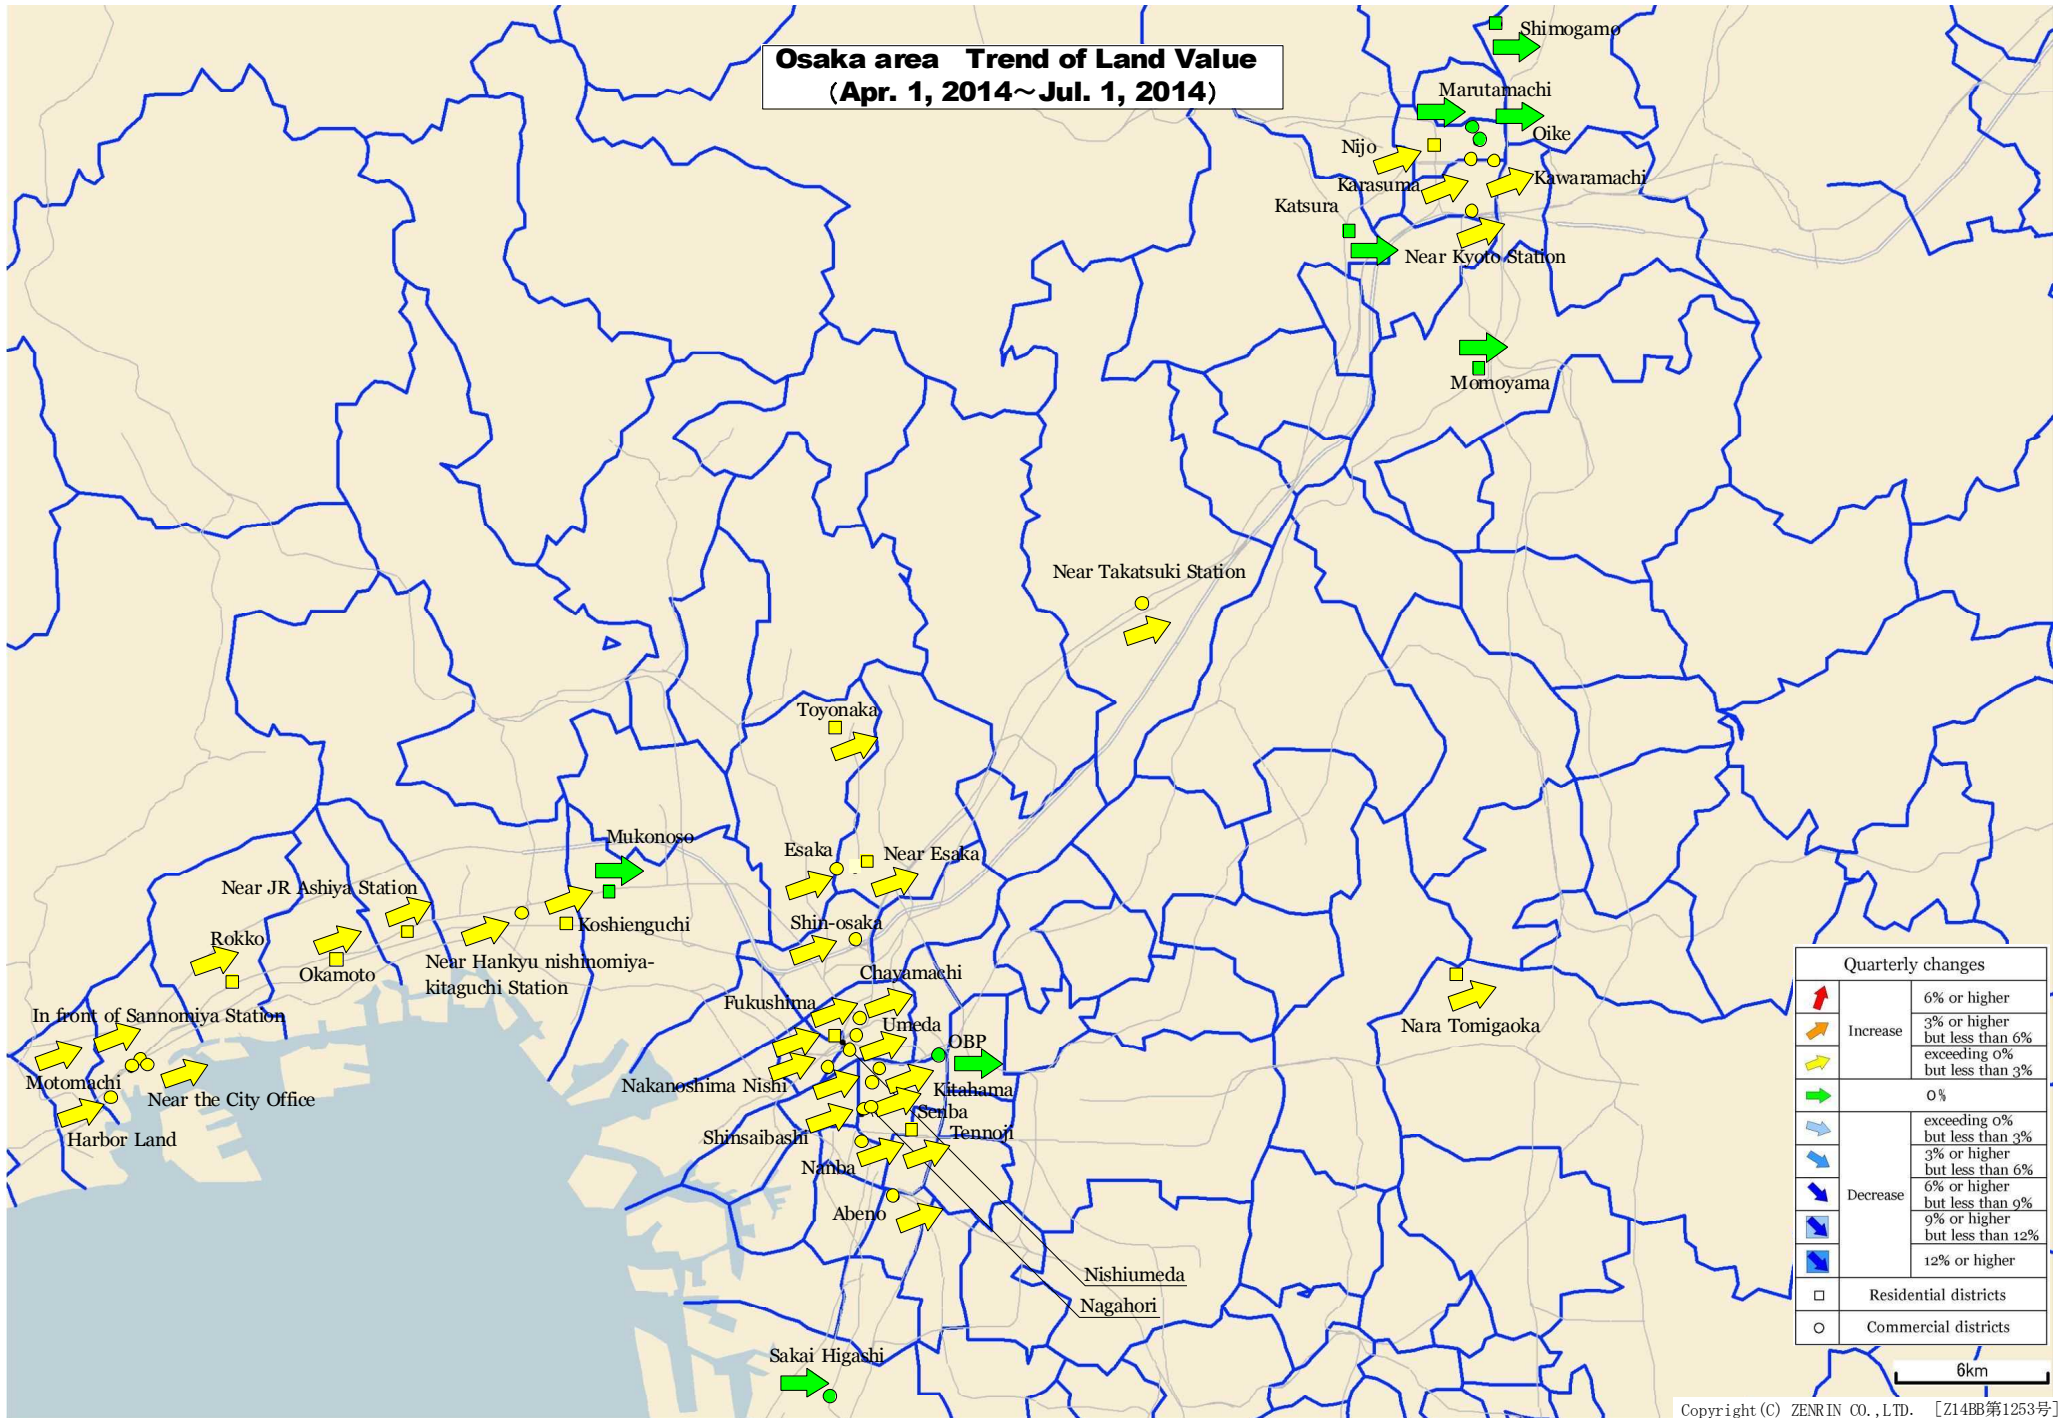 Osaka area Trend of Land Value
(Apr. 1, 2014～Jul. 1, 2014)
Shimogamo
Marutamachi
Oike
Nijo
Karasuma
Kawaramachi
Katsura
Near Kyoto Station
Momoyama
Near Takatsuki Station
Toyonaka
Mukonoso
Esaka
Near Esaka
Near JR Ashiya Station
Koshienguchi
Shin-osaka
Rokko
Okamoto
Near Hankyu nishinomiya-
kitaguchi Station
Chayamachi
Fukushima
In front of Sannomiya Station
Umeda
OBP
Motomachi
Nakanoshima Nishi
Kitahama
Near the City Office
Senba
Harbor Land
Shinsaibashi
Tennoji
Nanba
Abeno
Nara Tomigaoka
Nishiumeda
Nagahori
Sakai Higashi
Quarterly changes
Increase
6% or higher
3% or higher
but less than 6%
exceeding 0%
but less than 3%
0%
Decrease
exceeding 0%
but less than 3%
3% or higher
but less than 6%
6% or higher
but less than 9%
9% or higher
but less than 12%
12% or higher
Residential districts
Commercial districts
6km
Copyright(C) ZENRIN CO.,LTD. [Z14BB第1253号]